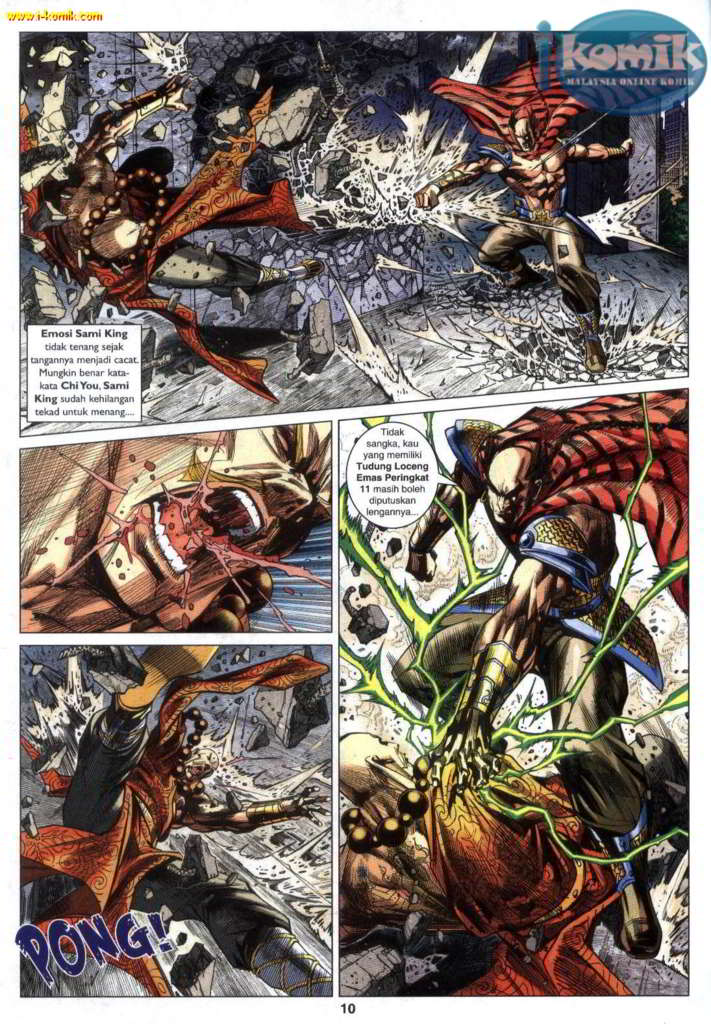 www.i-komik.com
i komik
MALAYSIA ONLINE KOMIK
Emosi Sami King
tidak tenang sejak
tangannya menjadi cacat.
Mungkin benar kata-
kata Chi You, Sami
King sudah kehilangan
tekad untuk menang....
Tidak
sangka, kau
yang memiliki
Tudung Loceng
Emas Peringkat
11 masih boleh
diputuskan
lengannya...
PONG!
10